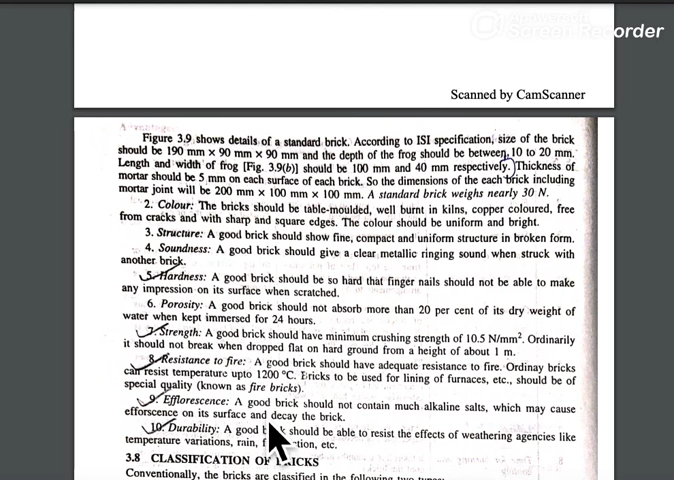 Screen Recorder
Scanned by CamScanner
Figure 3.9 shows details of a standard brick. According to ISI specification, size of the brick
should be 190 mm × 90 mm × 90 mm and the depth of the frog should be between 10 to 20 mm.
Length and width of frog [Fig. 3.9(b)] should be 100 mm and 40 mm respectively. Thickness of
mortar should be 5 mm on each surface of each brick. So the dimensions of the each brick including
mortar joint will be 200 mm × 100 mm × 100 mm. A standard brick weighs nearly 30 N.
2. Colour: The bricks should be table-moulded, well burnt in kilns, copper coloured, free
from cracks and with sharp and square edges. The colour should be uniform and bright.
3. Structure: A good brick should show fine, compact and uniform structure in broken form.
4. Soundness: A good brick should give a clear metallic ringing sound when struck with
another brick.
5. Hardness: A good brick should be so hard that finger nails should not be able to make
any impression on its surface when scratched.
6. Porosity: A good brick should not absorb more than 20 per cent of its dry weight of
water when kept immersed for 24 hours.
7. Strength: A good brick should have minimum crushing strength of 10.5 N/mm². Ordinarily
it should not break when dropped flat on hard ground from a height of about 1 m.
8. Resistance to fire: A good brick should have adequate resistance to fire. Ordinay bricks
can resist temperature upto 1200 °C. Bricks to be used for lining of furnaces, etc., should be of
special quality (known as fire bricks).
9. Efflorescence: A good brick should not contain much alkaline salts, which may cause
efforscence on its surface and decay the brick.
10. Durability: A good should be able to resist the effects of weathering agencies like
temperature variations, rain, etc.
3.8 CLASSIFICATION OF BRICKS
Conventionally, the bricks are classified in the following two